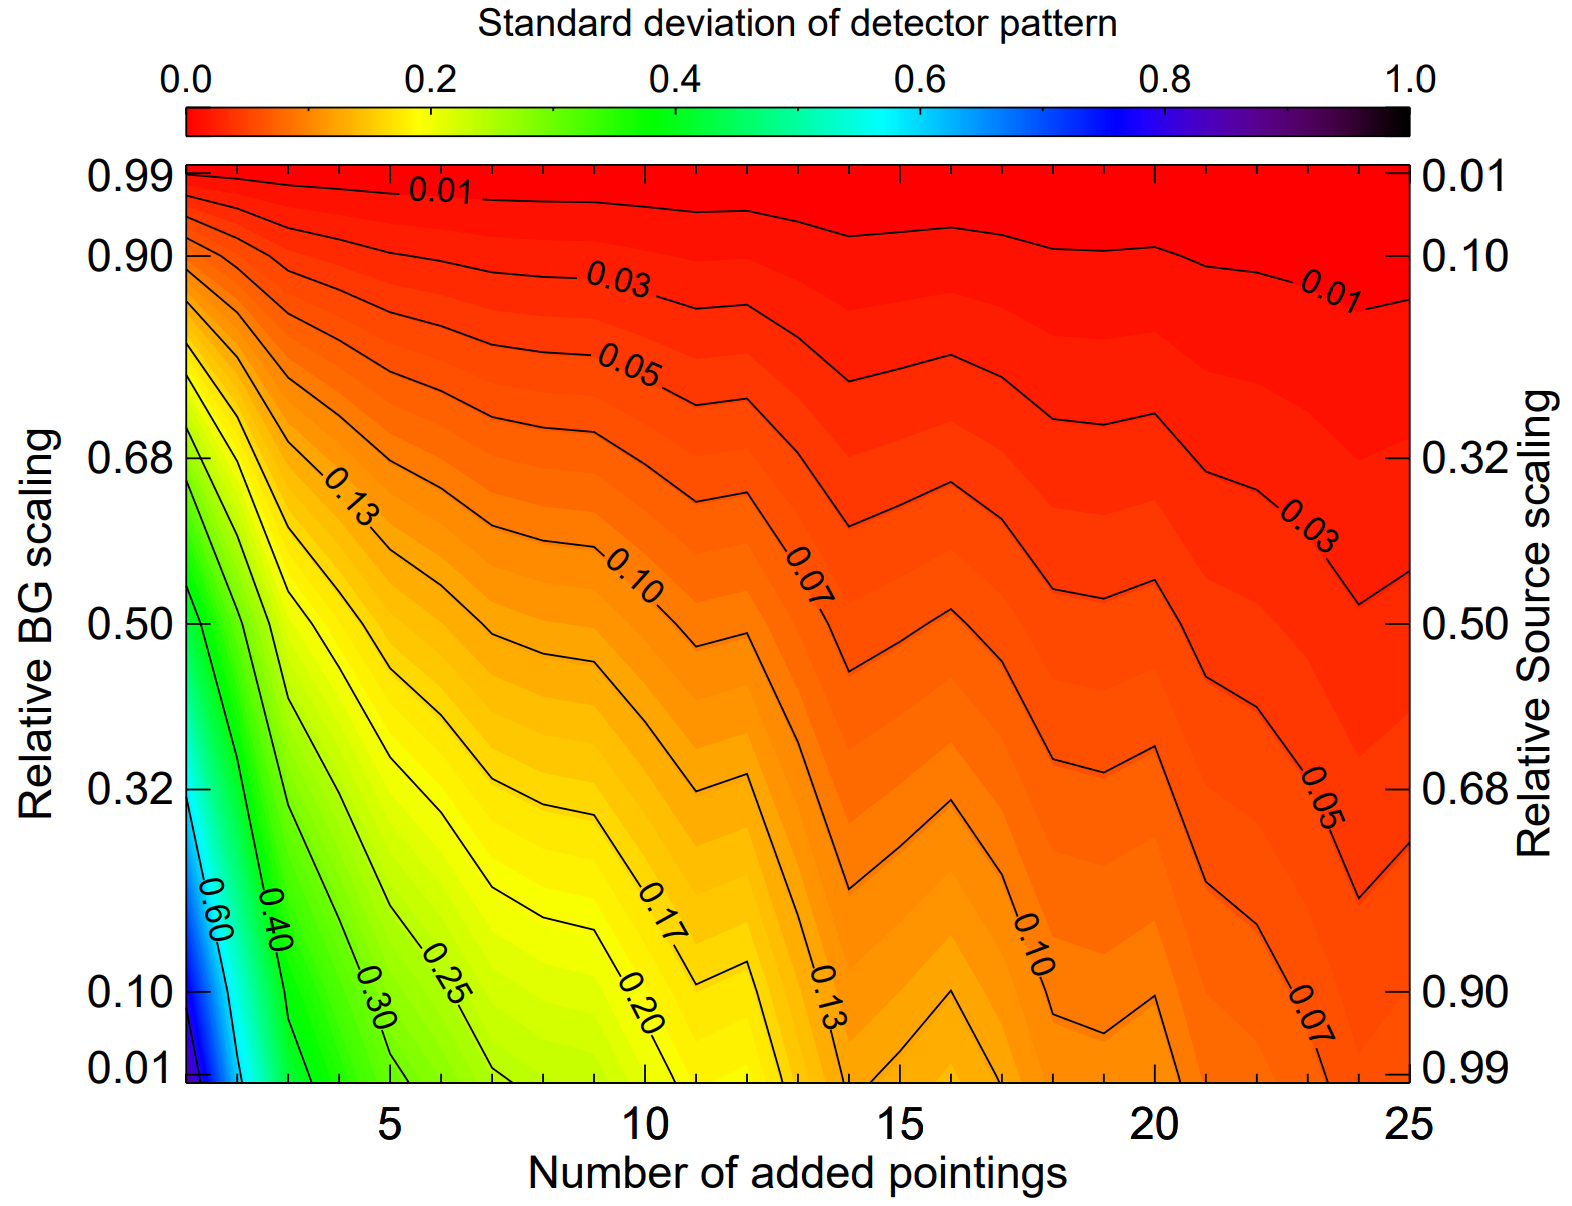 Standard deviation of detector pattern
0.0 0.2 0.4 0.6 0.8 1.0
0.99 0.01
0.01
0.90 0.10
0.03 0.01
0.05
0.68 0.32
0.13 0.03
0.10 0.07
0.50 0.50
Relative BG scaling
Relative Source scaling
0.32 0.68
0.05
0.60 0.40 0.17
0.25 0.10
0.10 0.90
0.30 0.20 0.13 0.07
0.01 0.99
5 10 15 20 25
Number of added pointings